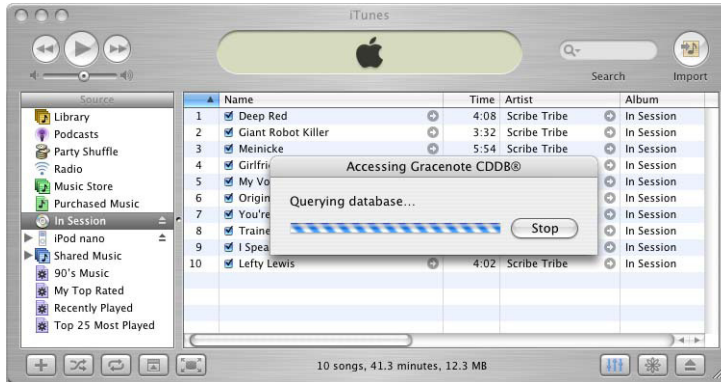 iTunes
Search
Import
Source
Name Time Artist Album
Library
Podcasts
Party Shuffle
Radio
Music Store
Purchased Music
In Session
iPod nano
Shared Music
90's Music
My Top Rated
Recently Played
Top 25 Most Played
1 Deep Red 4:08 Scribe Tribe In Session
2 Giant Robot Killer 3:32 Scribe Tribe In Session
3 Meinicke 5:54 Scribe Tribe In Session
4 Girlfri In Session
5 My Vo In Session
6 Origin In Session
7 You're In Session
8 Traine In Session
9 I Spea In Session
10 Lefty Lewis 4:02 Scribe Tribe In Session
Accessing Gracenote CDDB®
Querying database...
Stop
10 songs, 41.3 minutes, 12.3 MB